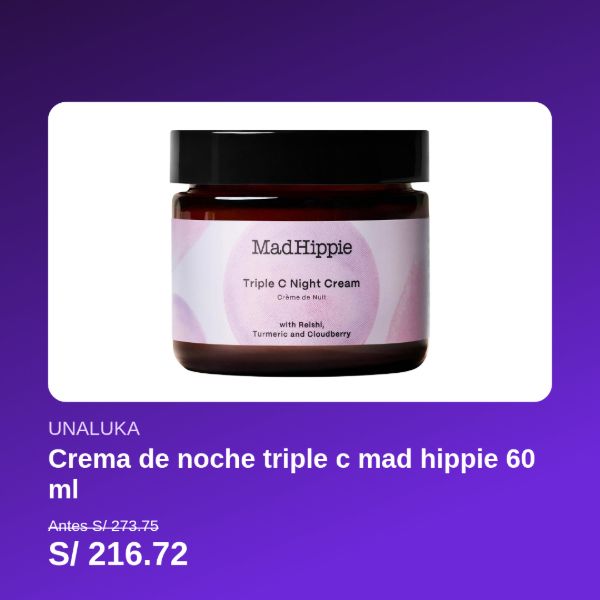 MadHippie
Triple C Night Cream
Crème de Nuit
with Reishi,
Turmeric and Cloudberry
UNALUKA
Crema de noche triple c mad hippie 60
ml
Antes S/ 273.75
S/ 216.72